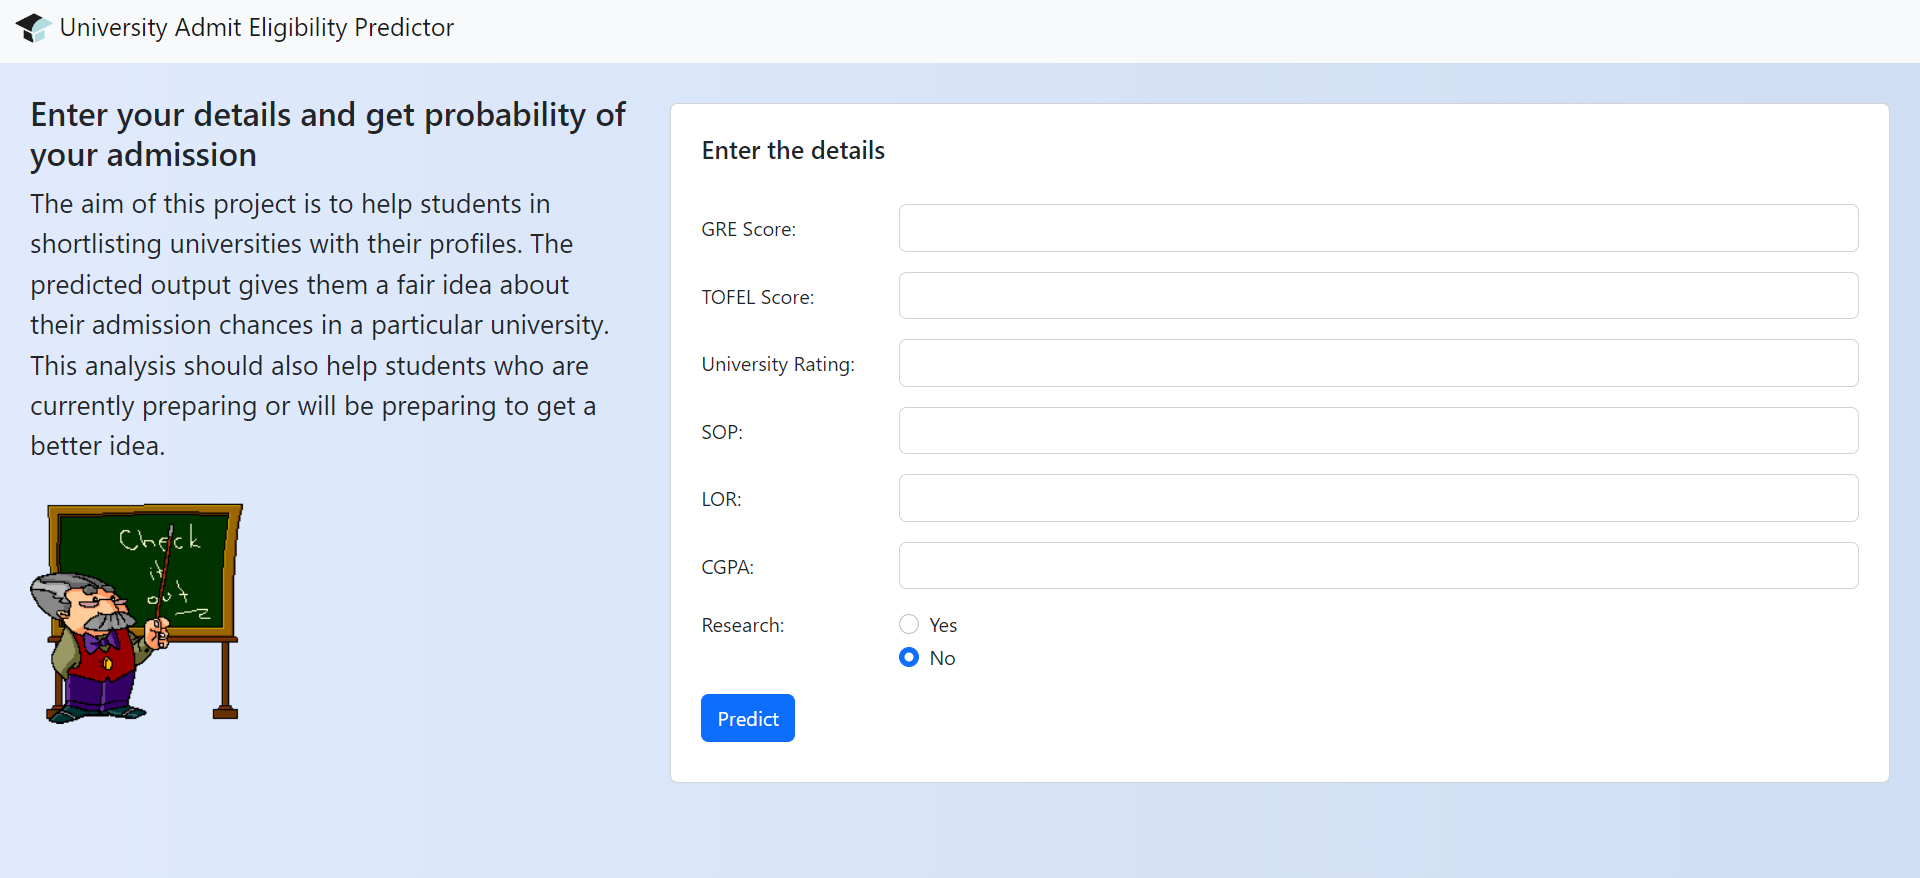 University Admit Eligibility Predictor
Enter your details and get probability of
your admission
The aim of this project is to help students in
shortlisting universities with their profiles. The
predicted output gives them a fair idea about
their admission chances in a particular university.
This analysis should also help students who are
currently preparing or will be preparing to get a
better idea.
Check
it
out
Enter the details
GRE Score:
TOFEL Score:
University Rating:
SOP:
LOR:
CGPA:
Research:
Yes
No
Predict